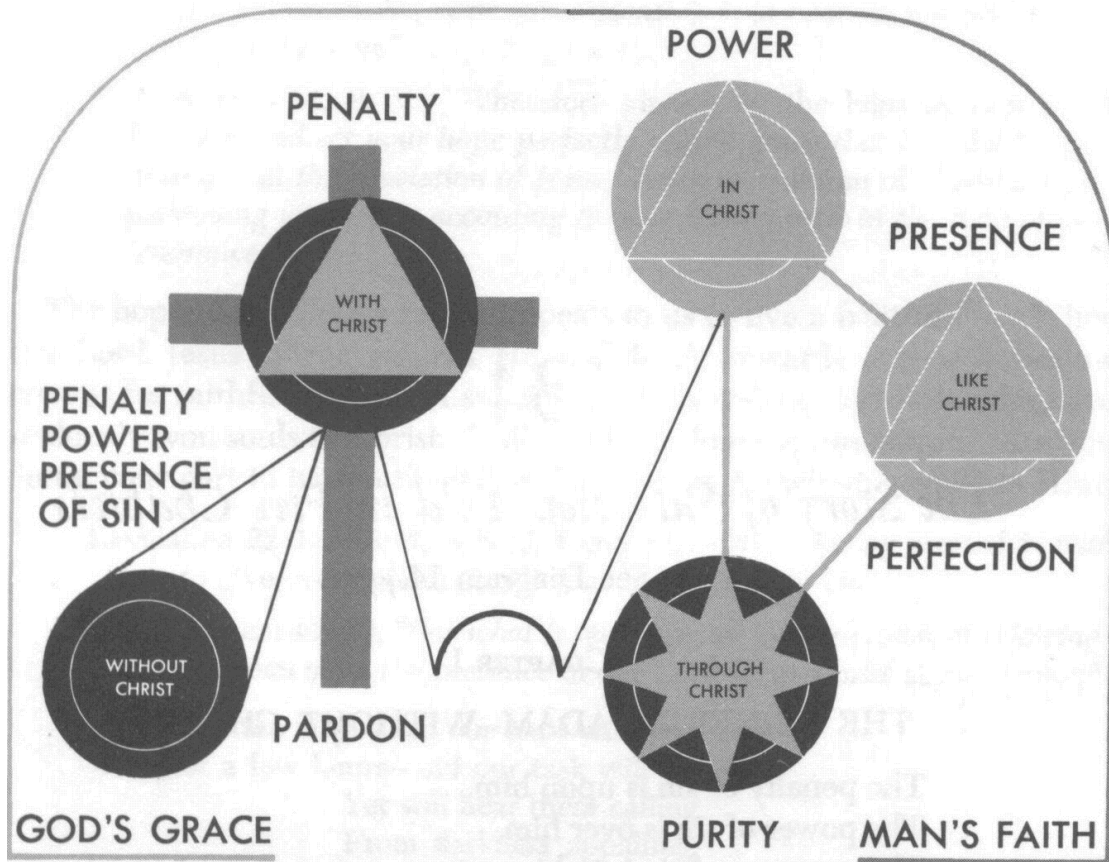 POWER
PENALTY
IN
CHRIST
PRESENCE
WITH
CHRIST
LIKE
CHRIST
PENALTY
POWER
PRESENCE
OF SIN
PERFECTION
WITHOUT
CHRIST
THROUGH
CHRIST
PARDON
GOD'S GRACE
PURITY
MAN'S FAITH